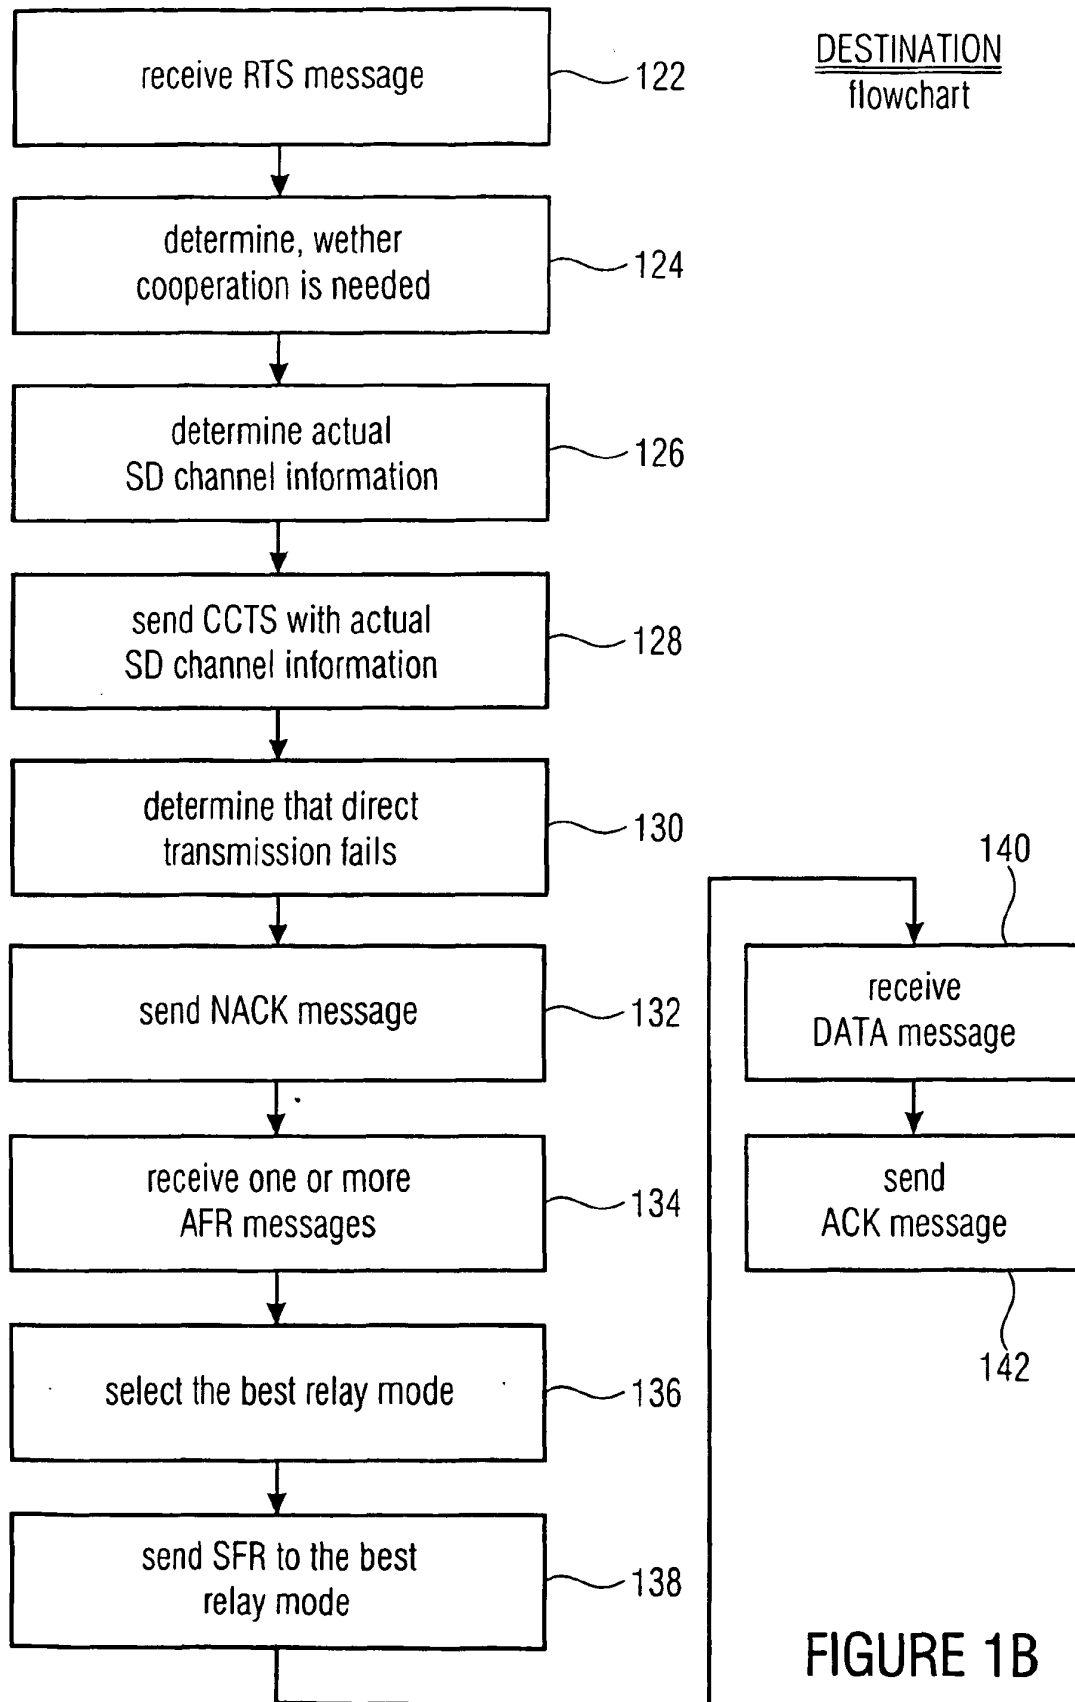 DESTINATION
flowchart
receive RTS message
122
determine, wether
cooperation is needed
124
determine actual
SD channel information
126
send CCTS with actual
SD channel information
128
determine that direct
transmission fails
130
send NACK message
132
receive one or more
AFR messages
134
select the best relay mode
136
send SFR to the best
relay mode
138
140
receive
DATA message
send
ACK message
142
FIGURE 1B